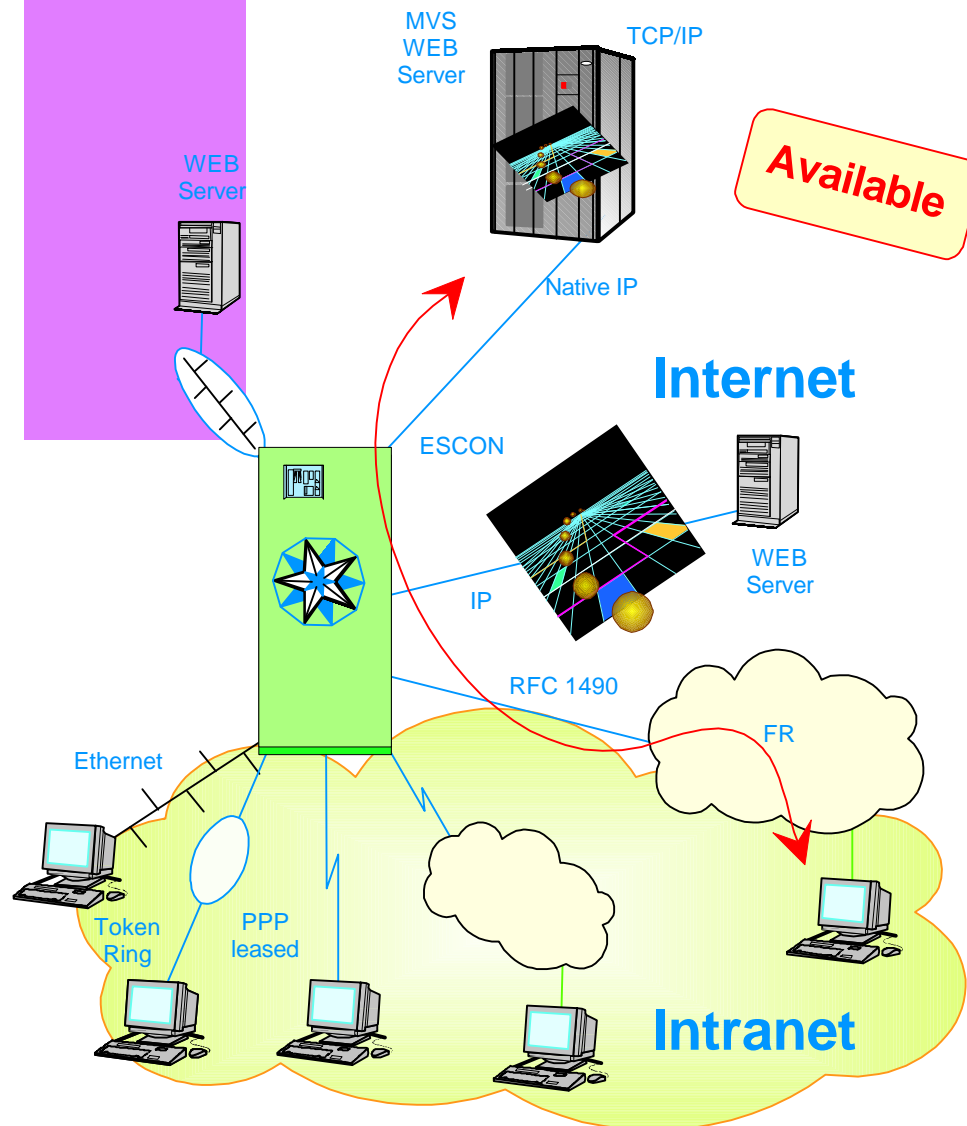 MVS
WEB
Server
TCP/IP
Available
WEB
Server
Native IP
Internet
ESCON
WEB
Server
IP
RFC 1490
FR
Ethernet
Token
Ring
PPP
leased
Intranet